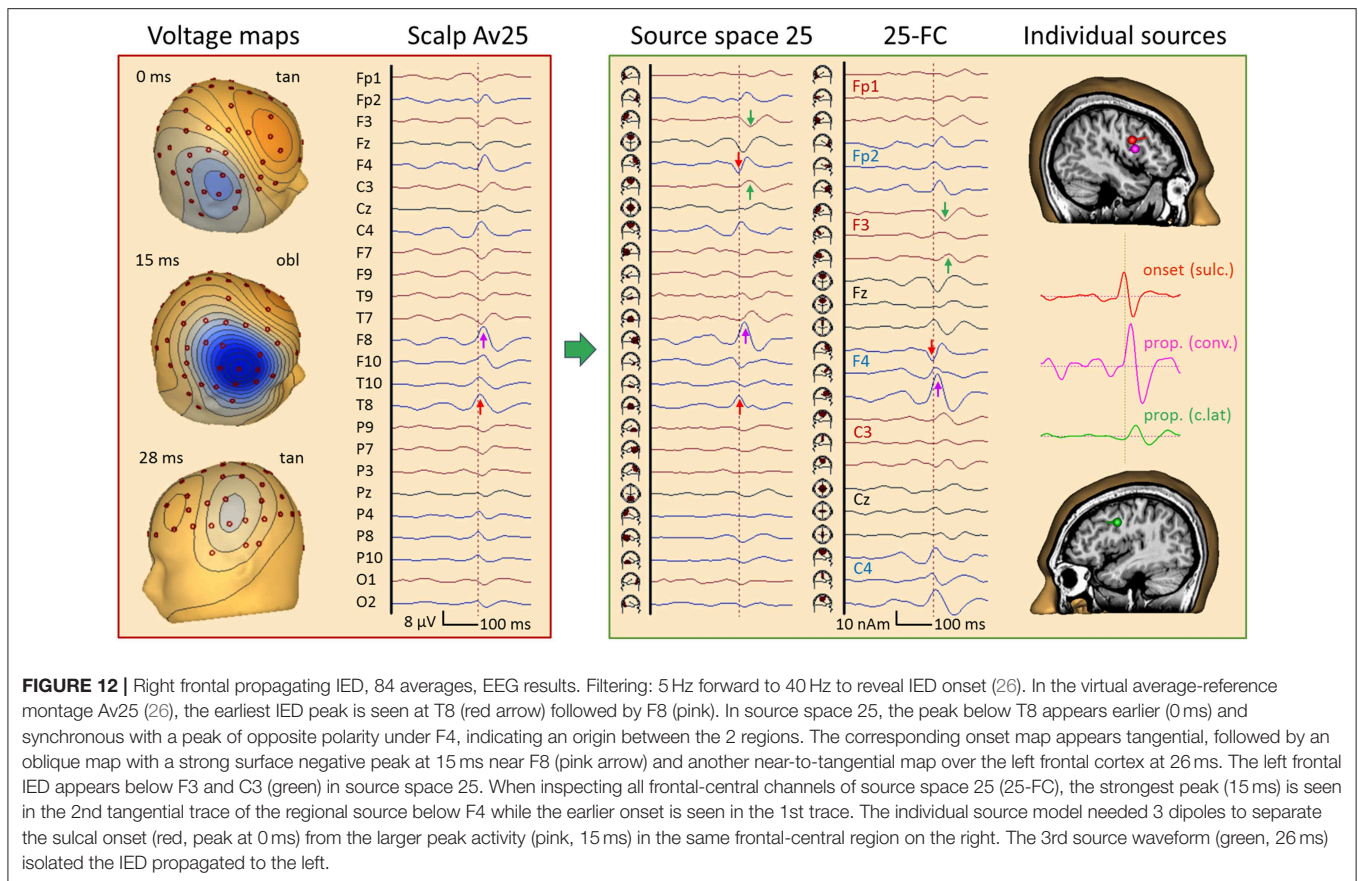 Voltage maps
Scalp Av25
Source space 25
25-FC
Individual sources
0 ms
tan
15 ms
obl
28 ms
tan
Fp1
Fp2
F3
Fz
F4
C3
Cz
C4
F7
F9
T9
T7
F8
F10
T10
T8
P9
P7
P3
Pz
P4
P8
P10
O1
O2
8 µV
100 ms
Fp1
Fp2
F3
Fz
F4
C3
Cz
C4
10 nAm
100 ms
onset (sulc.)
prop. (conv.)
prop. (c.lat)
FIGURE 12 | Right frontal propagating IED, 84 averages, EEG results. Filtering: 5 Hz forward to 40 Hz to reveal IED onset (26). In the virtual average-reference
montage Av25 (26), the earliest IED peak is seen at T8 (red arrow) followed by F8 (pink). In source space 25, the peak below T8 appears earlier (0 ms) and
synchronous with a peak of opposite polarity under F4, indicating an origin between the 2 regions. The corresponding onset map appears tangential, followed by an
oblique map with a strong surface negative peak at 15 ms near F8 (pink arrow) and another near-to-tangential map over the left frontal cortex at 26 ms. The left frontal
IED appears below F3 and C3 (green) in source space 25. When inspecting all frontal-central channels of source space 25 (25-FC), the strongest peak (15 ms) is seen
in the 2nd tangential trace of the regional source below F4 while the earlier onset is seen in the 1st trace. The individual source model needed 3 dipoles to separate
the sulcal onset (red, peak at 0 ms) from the larger peak activity (pink, 15 ms) in the same frontal-central region on the right. The 3rd source waveform (green, 26 ms)
isolated the IED propagated to the left.